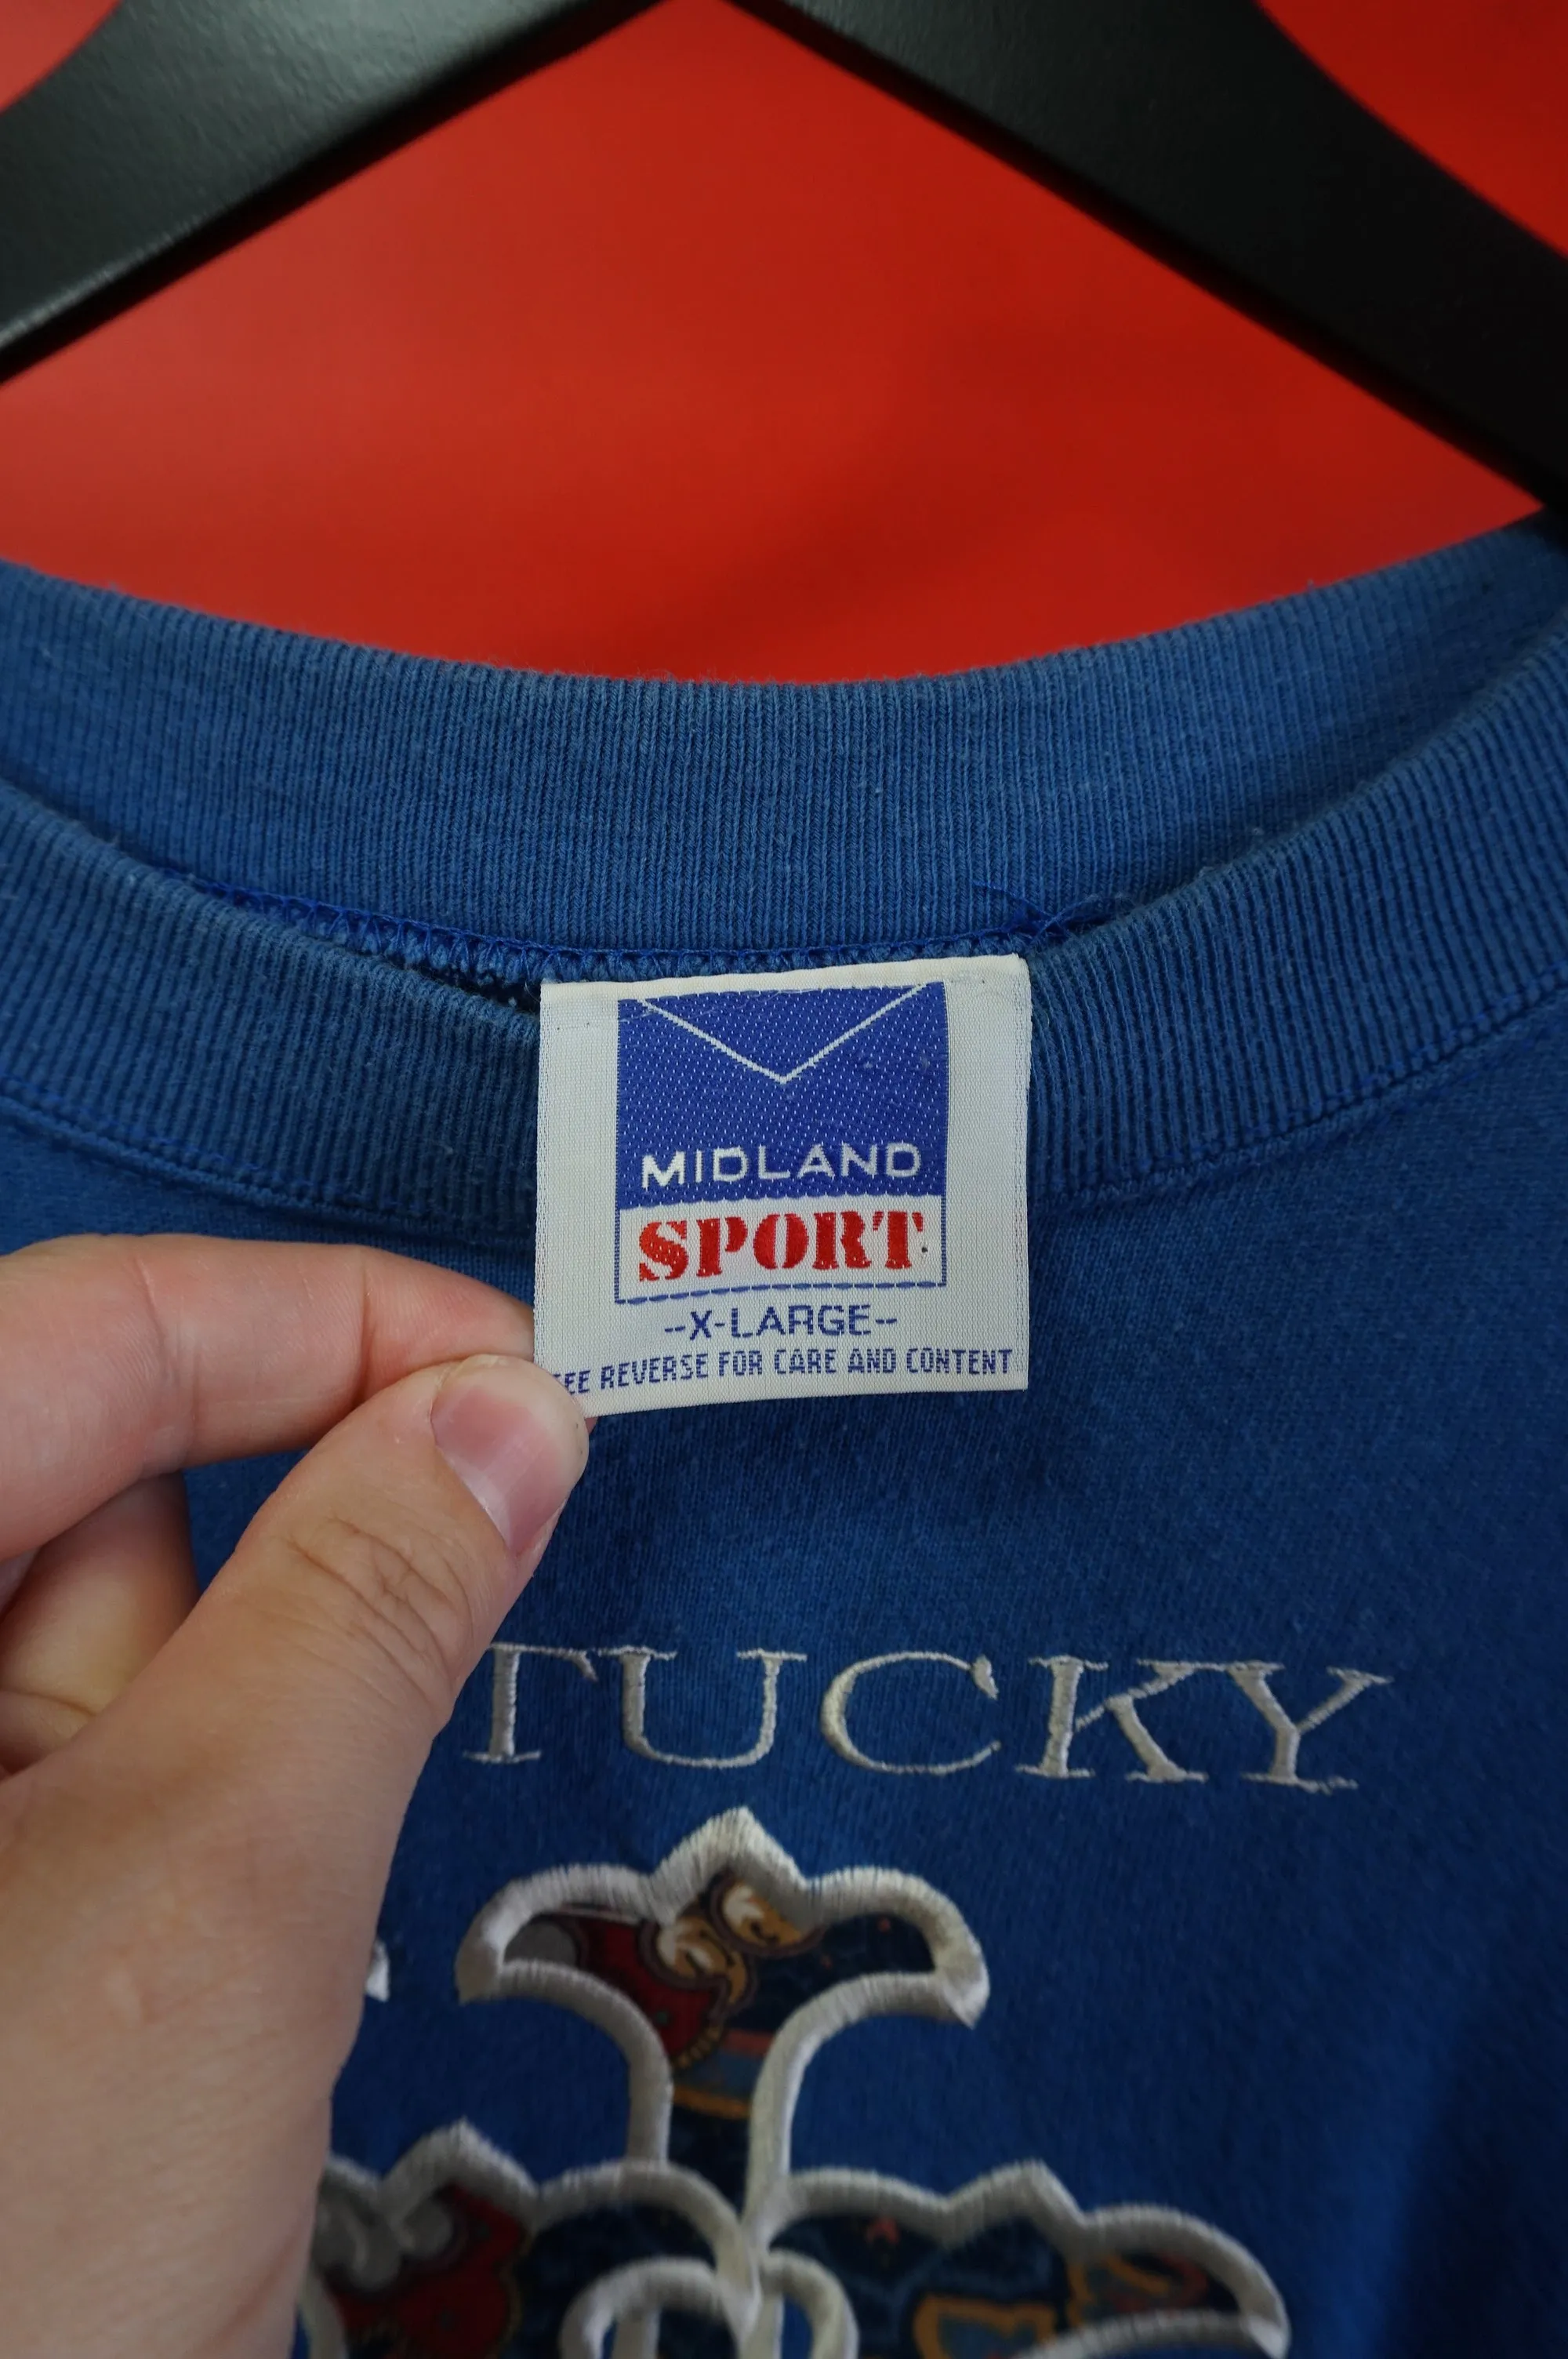 MIDLAND
SPORT
--X-LARGE--
EE REVERSE FOR CARE AND CONTENT
TUCKY